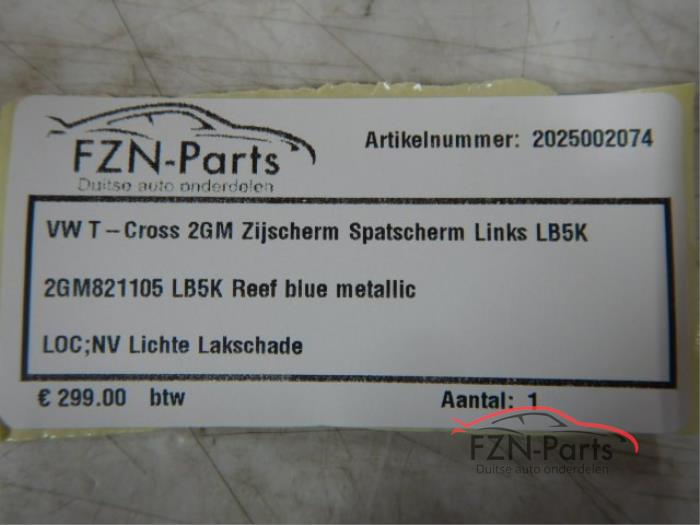 FZN-Parts
Duitse auto onderdelen
Artikelnummer: 2025002074
VW T-Cross 2GM Zijscherm Spatscherm Links LB5K
2GM821105 LB5K Reef blue metallic
LOC;NV Lichte Lakschade
€ 299.00 btw
Aantal: 1
FZN-Parts
Duitse auto onderdelen